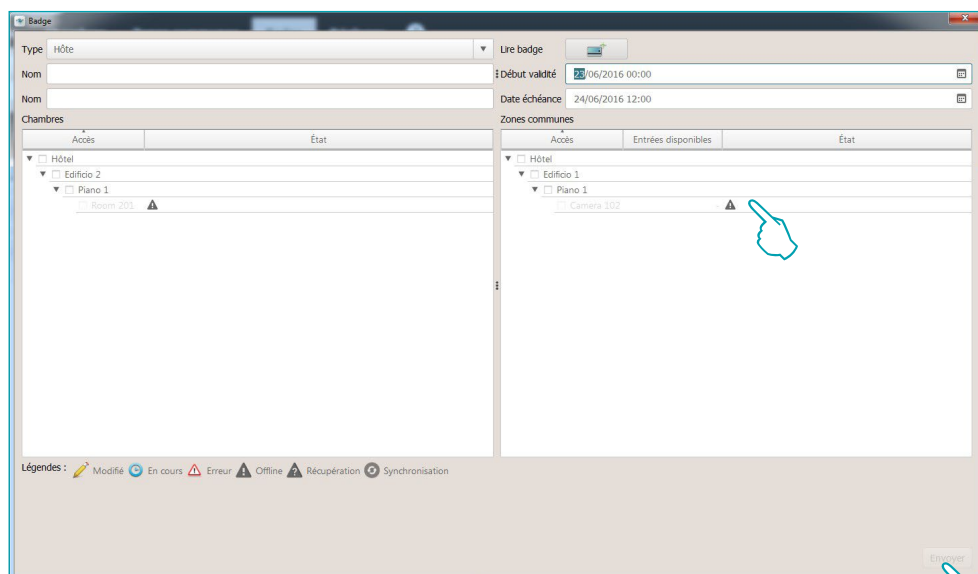 Badge
Type Hôte Lire badge
Nom Début validité 23/06/2016 00:00
Nom Date échéance 24/06/2016 12:00
Chambres Zones communes
Accès État Accès Entrées disponibles État
Hôtel Hôtel
Edificio 2 Edificio 1
Piano 1 Piano 1
Room 201 Camera 102 -
Légendes : Modifié En cours Erreur Offline Récupération Synchronisation
Envoyer